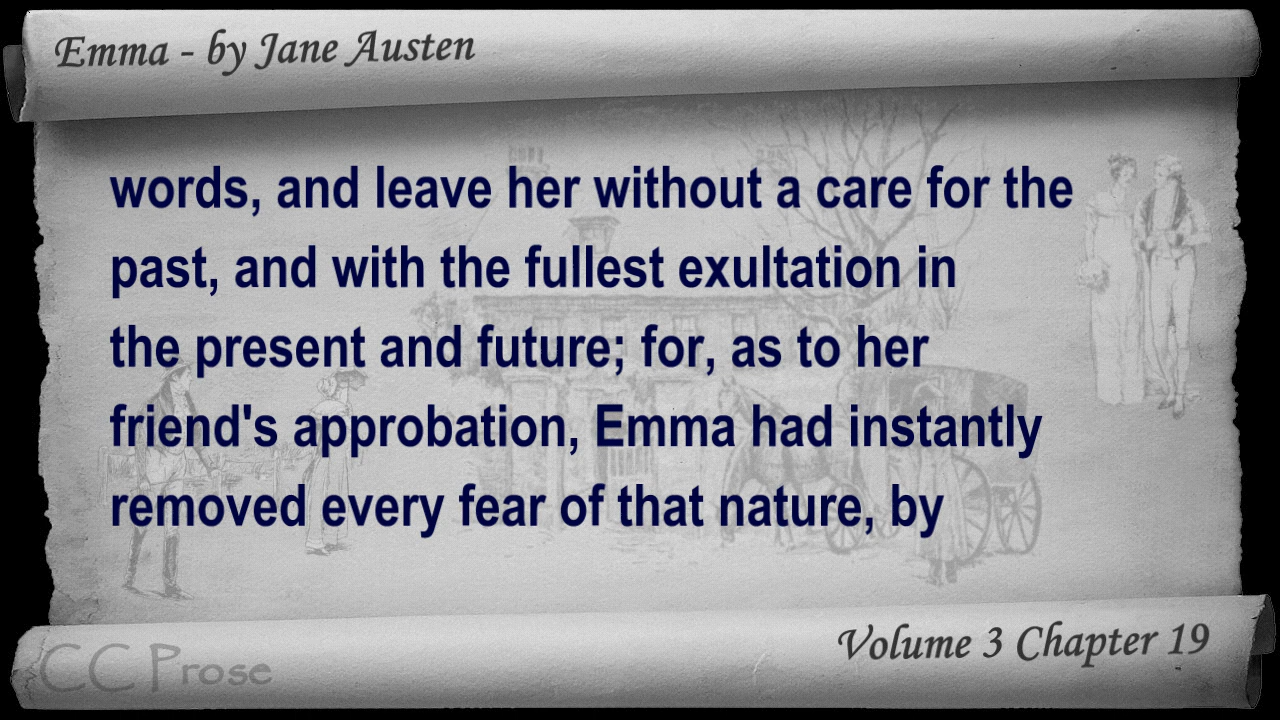 Emma - by Jane Austen
words, and leave her without a care for the
past, and with the fullest exultation in
the present and future; for, as to her
friend's approbation, Emma had instantly
removed every fear of that nature, by
Volume 3 Chapter 19
CC Prose